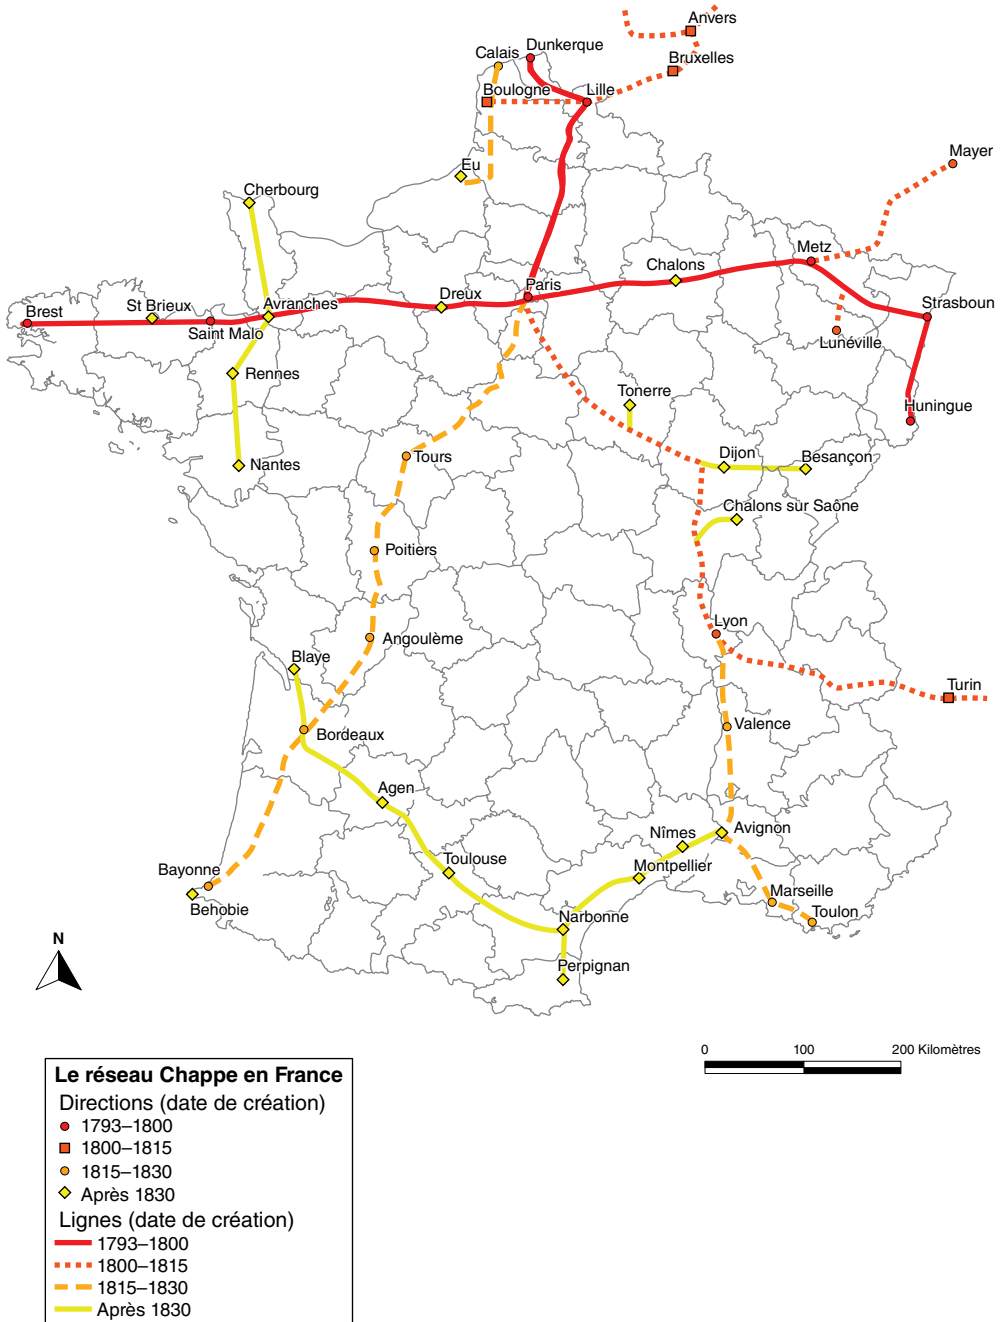 Anvers
Dunkerque
Calais
Bruxelles
Boulogne
Lille
Mayer
Eu
Cherbourg
Metz
Chalons
Paris
Dreux
Avranches
St Brieux
Brest
Saint Malo
Strasboun
Lunéville
Rennes
Tonerre
Huningue
Tours
Nantes
Dijon
Besançon
Chalons sur Saône
Poitiers
Angoulème
Lyon
Blaye
Turin
Bordeaux
Valence
Agen
Nîmes
Avignon
Toulouse
Montpellier
Bayonne
Behobie
Marseille
Toulon
Narbonne
Perpignan
N
0 100 200 Kilomètres
Le réseau Chappe en France
Directions (date de création)
1793–1800
1800–1815
1815–1830
Après 1830
Lignes (date de création)
1793–1800
1800–1815
1815–1830
Après 1830